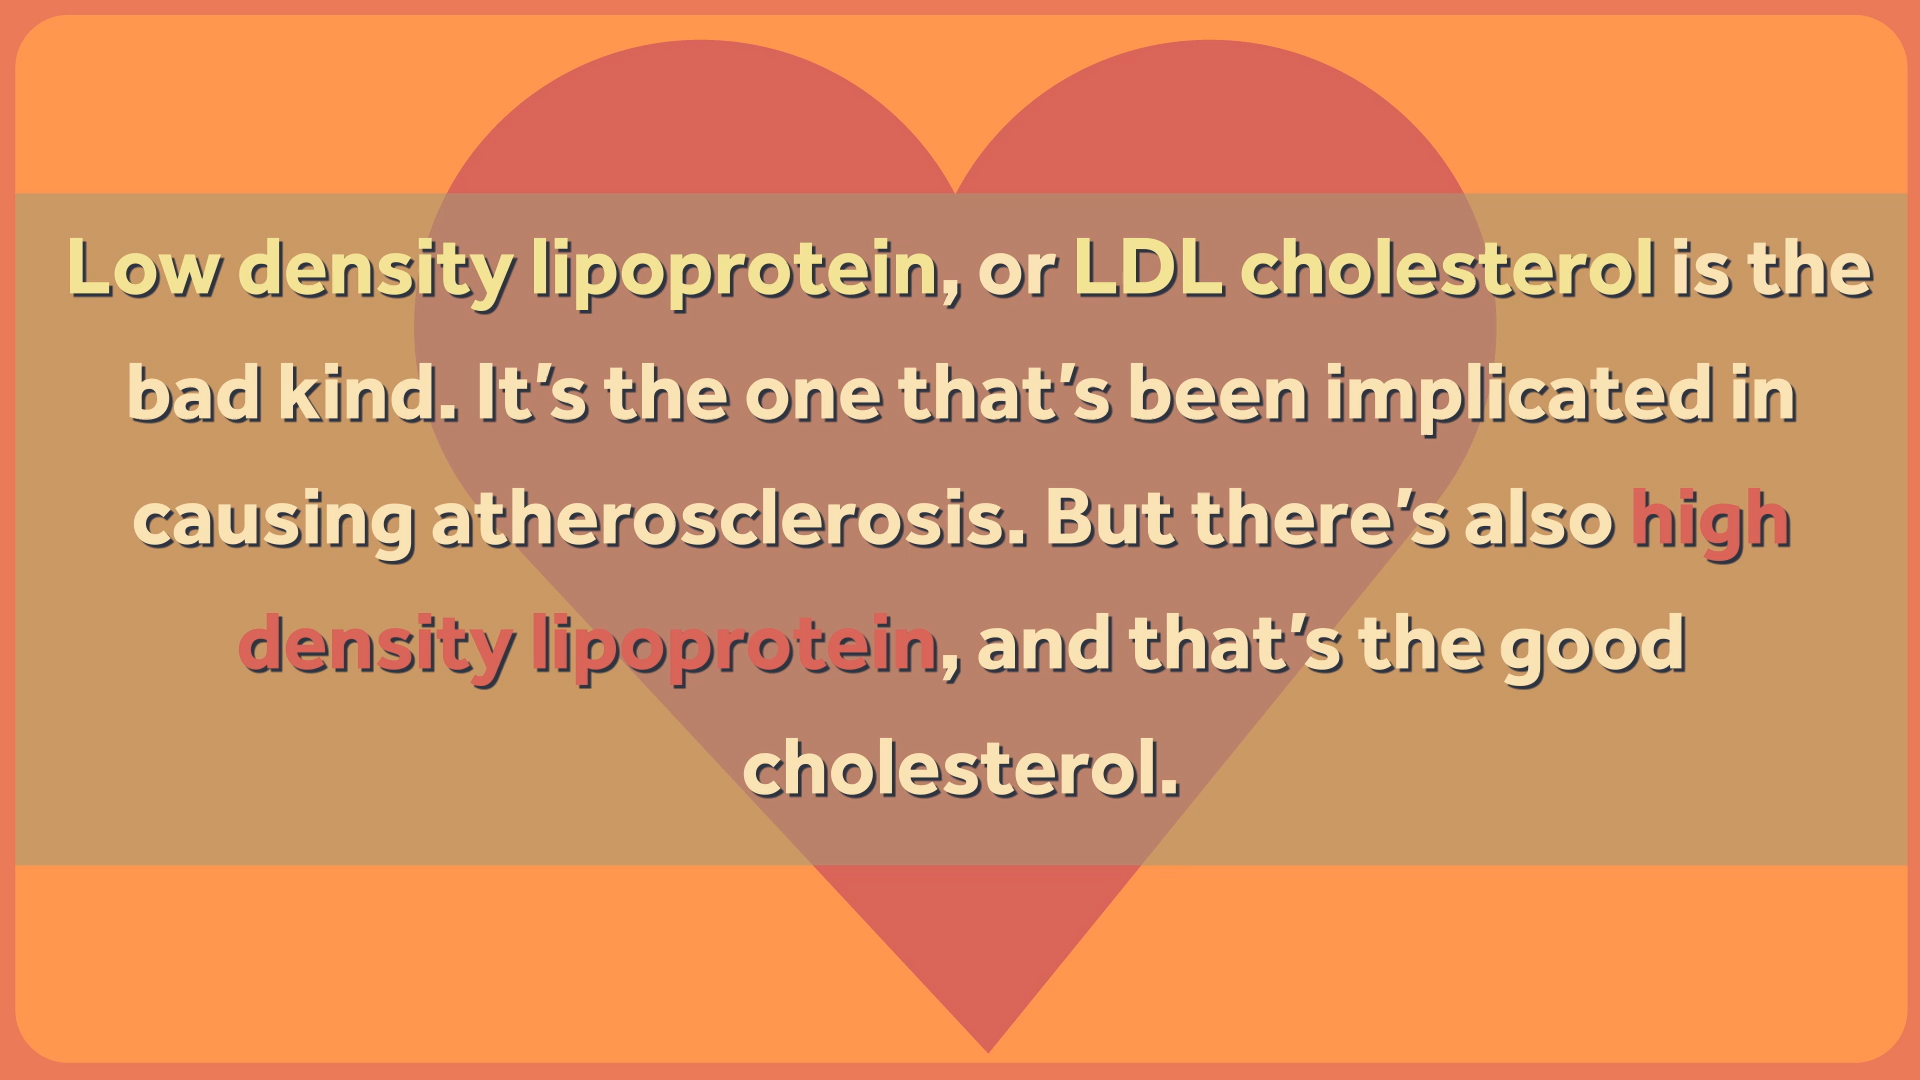 Low density lipoprotein, or LDL cholesterol is the
bad kind. It's the one that's been implicated in
causing atherosclerosis. But there's also high
density lipoprotein, and that's the good
cholesterol.